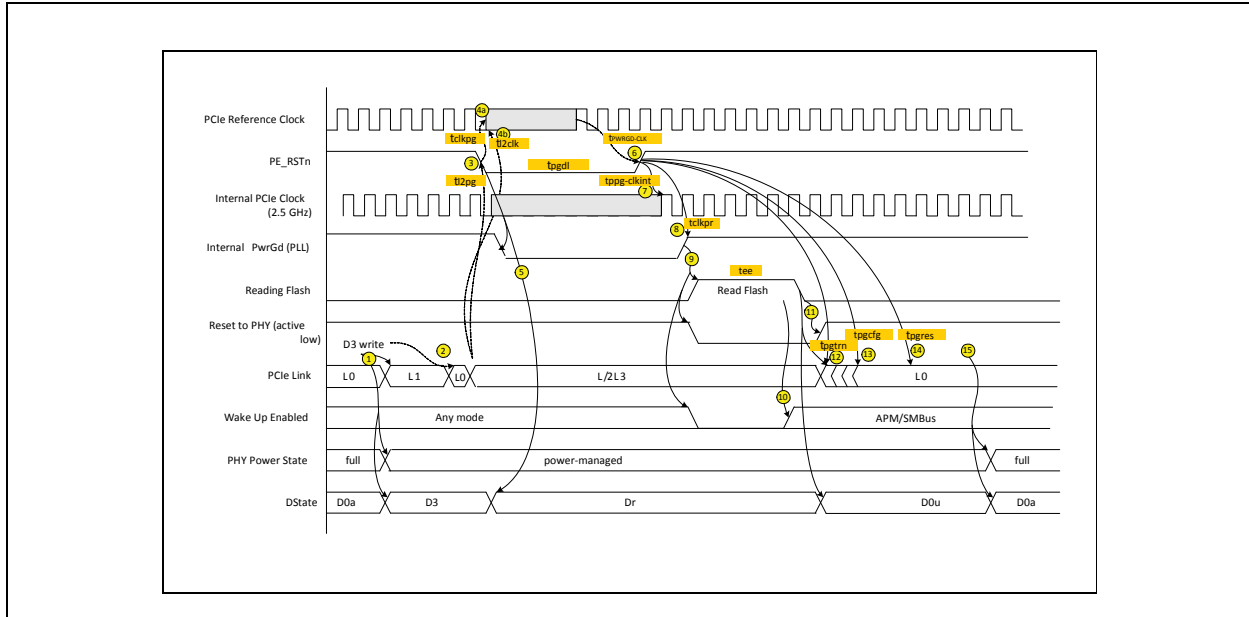 4a
PCIe Reference Clock
4b
tclkpg
tl2clk
tPWRGD-CLK
6
PE_RSTn
3
tpgdl
tl2pg
tppg-clkint
7
Internal PCIe Clock
(2.5 GHz)
8
tclkpr
Internal PwrGd (PLL)
9
5
tee
Reading Flash
Read Flash
11
Reset to PHY (active
low)
tpgcfg
tpgres
D3 write
2
tpgtrn
1
12
13
14
15
PCIe Link
L0
L1
L0
L/2L3
L0
10
Wake Up Enabled
Any mode
APM/SMBus
PHY Power State
full
power-managed
full
DState
D0a
D3
Dr
D0u
D0a